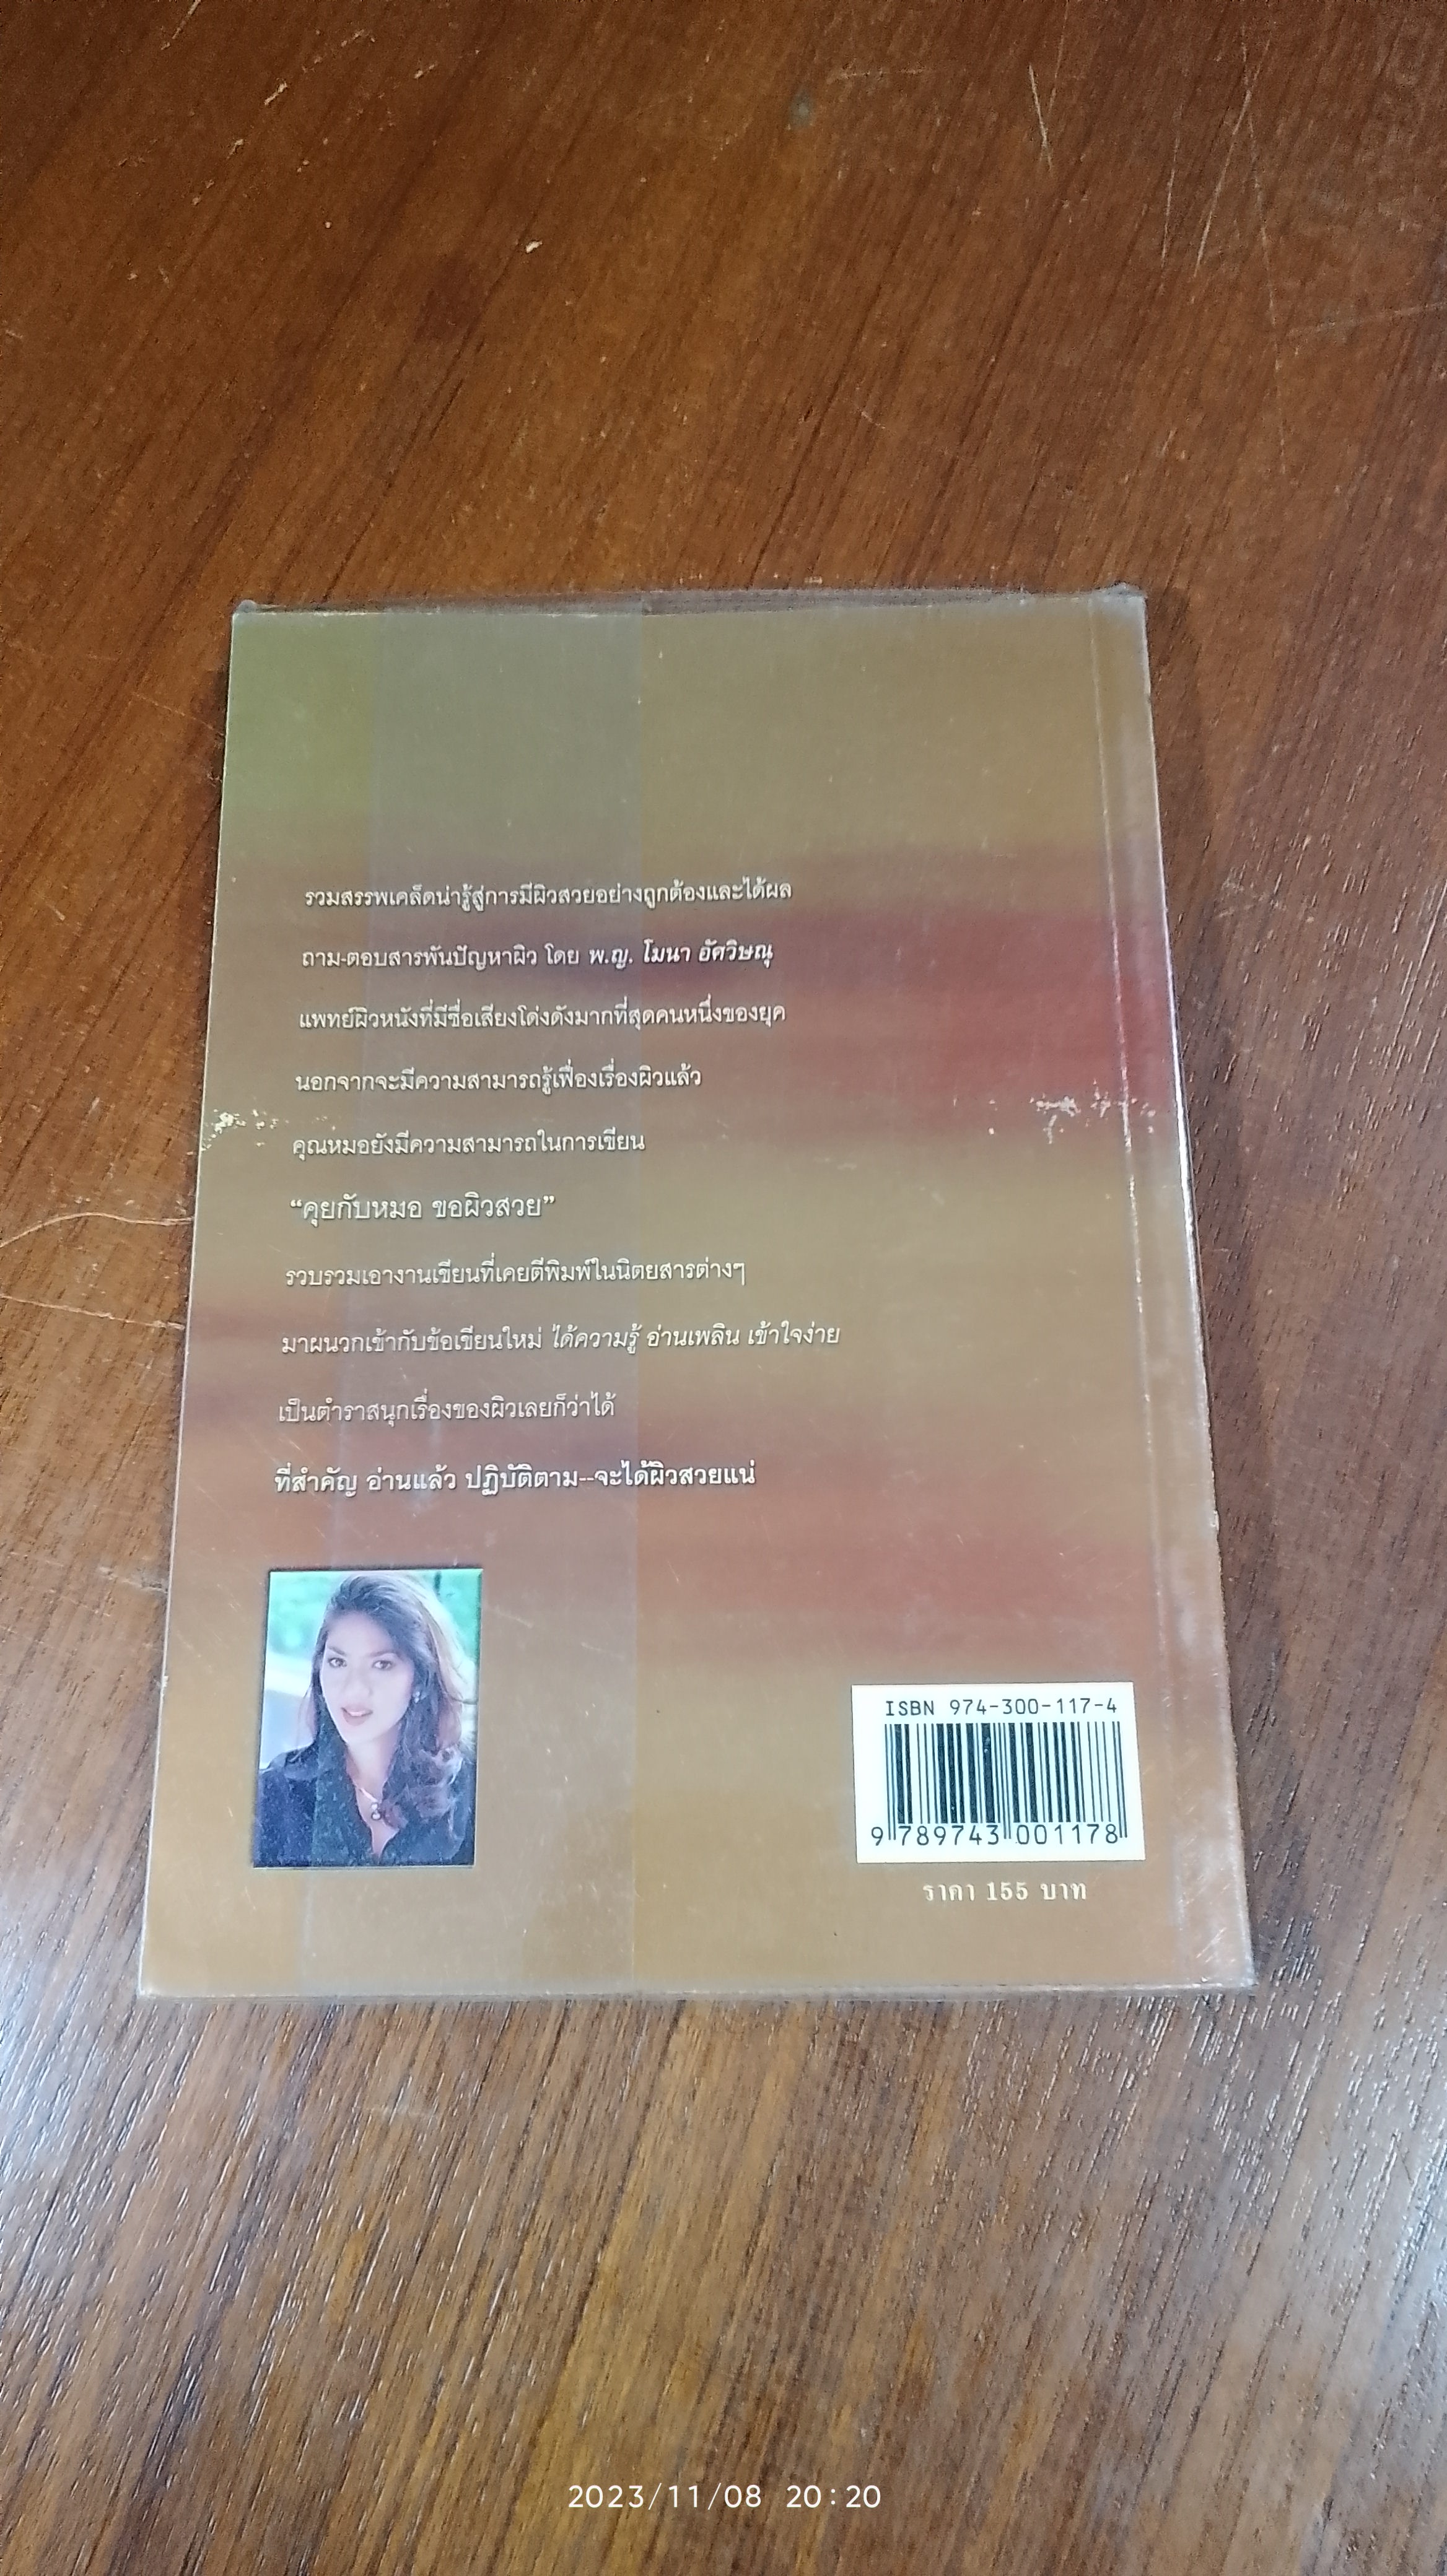 รวมสรรพเคล็ดน่ารู้สู่การมีผิวสวยอย่างถูกต้องและได้ผล
ถาม-ตอบสารพันปัญหาผิว โดย พ.ญ. โมนา อัศวิษณุ
แพทย์ผิวหนังที่มีชื่อเสียงโด่งดังมากที่สุดคนหนึ่งของยุค
นอกจากจะมีความสามารถรู้เฟื่องเรื่องผิวแล้ว
คุณหมอยังมีความสามารถในการเขียน
“คุยกับหมอ ขอผิวสวย”
รวบรวมเอางานเขียนที่เคยตีพิมพ์ในนิตยสารต่างๆ
มาผนวกเข้ากับข้อเขียนใหม่ ได้ความรู้ อ่านเพลิน เข้าใจง่าย
เป็นตำราสนุกเรื่องของผิวเลยก็ว่าได้
ที่สำคัญ อ่านแล้ว ปฏิบัติตาม--จะได้ผิวสวยแน่
ISBN 974-300-117-4
9 789743 001178
ราคา 155 บาท
2023/11/08 20:20